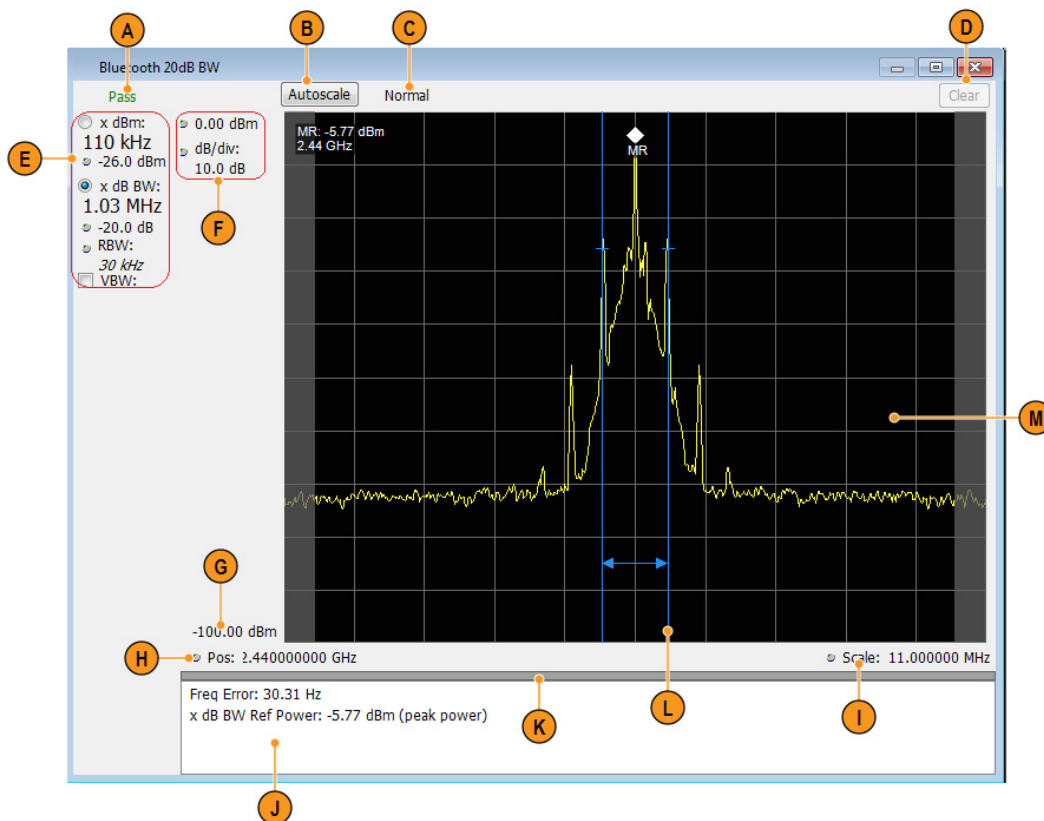 A
B
C
D
Bluetooth 20dB BW
Pass
Autoscale
Normal
Clear
E
x dBm:
110 kHz
-26.0 dBm
x dB BW:
1.03 MHz
-20.0 dB
RBW:
30 kHz
VBW:
0.00 dBm
dB/div:
10.0 dB
F
MR: -5.77 dBm
2.44 GHz
MR
M
G
-100.00 dBm
H
Pos: 2.440000000 GHz
Scale: 11.000000 MHz
Freq Error: 30.31 Hz
x dB BW Ref Power: -5.77 dBm (peak power)
K
L
I
J